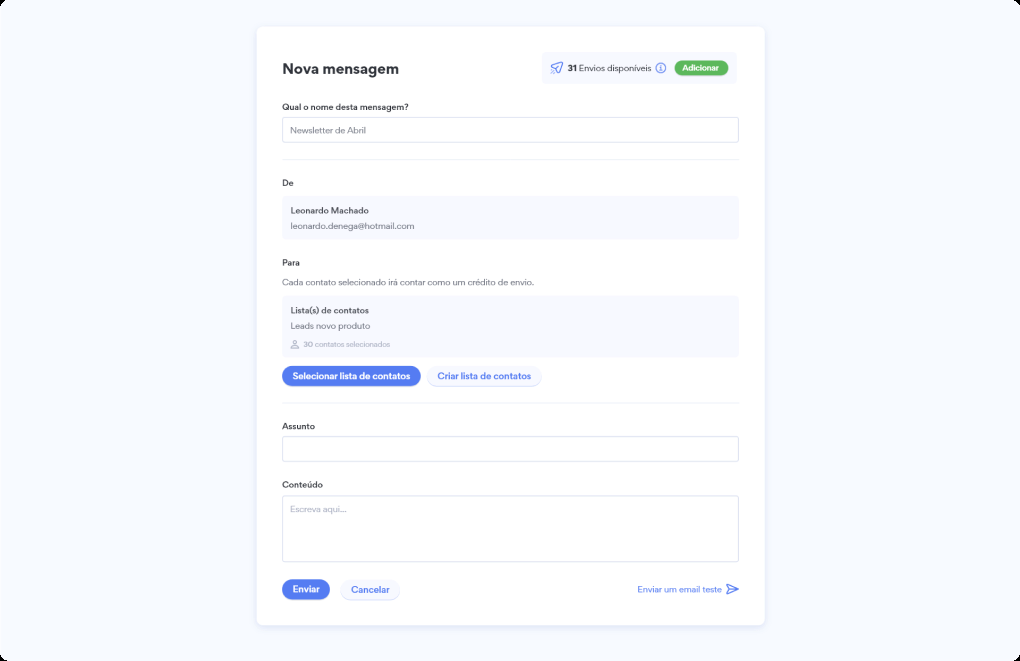 Nova mensagem
31 Envios disponíveis
Adicionar
Qual o nome desta mensagem?
Newsletter de Abril
De
Leonardo Machado
leonardo.denega@hotmail.com
Para
Cada contato selecionado irá contar como um crédito de envio.
Lista(s) de contatos
Leads novo produto
30 contatos selecionados
Selecionar lista de contatos
Criar lista de contatos
Assunto
Conteúdo
Escreva aqui...
Enviar
Cancelar
Enviar um email teste